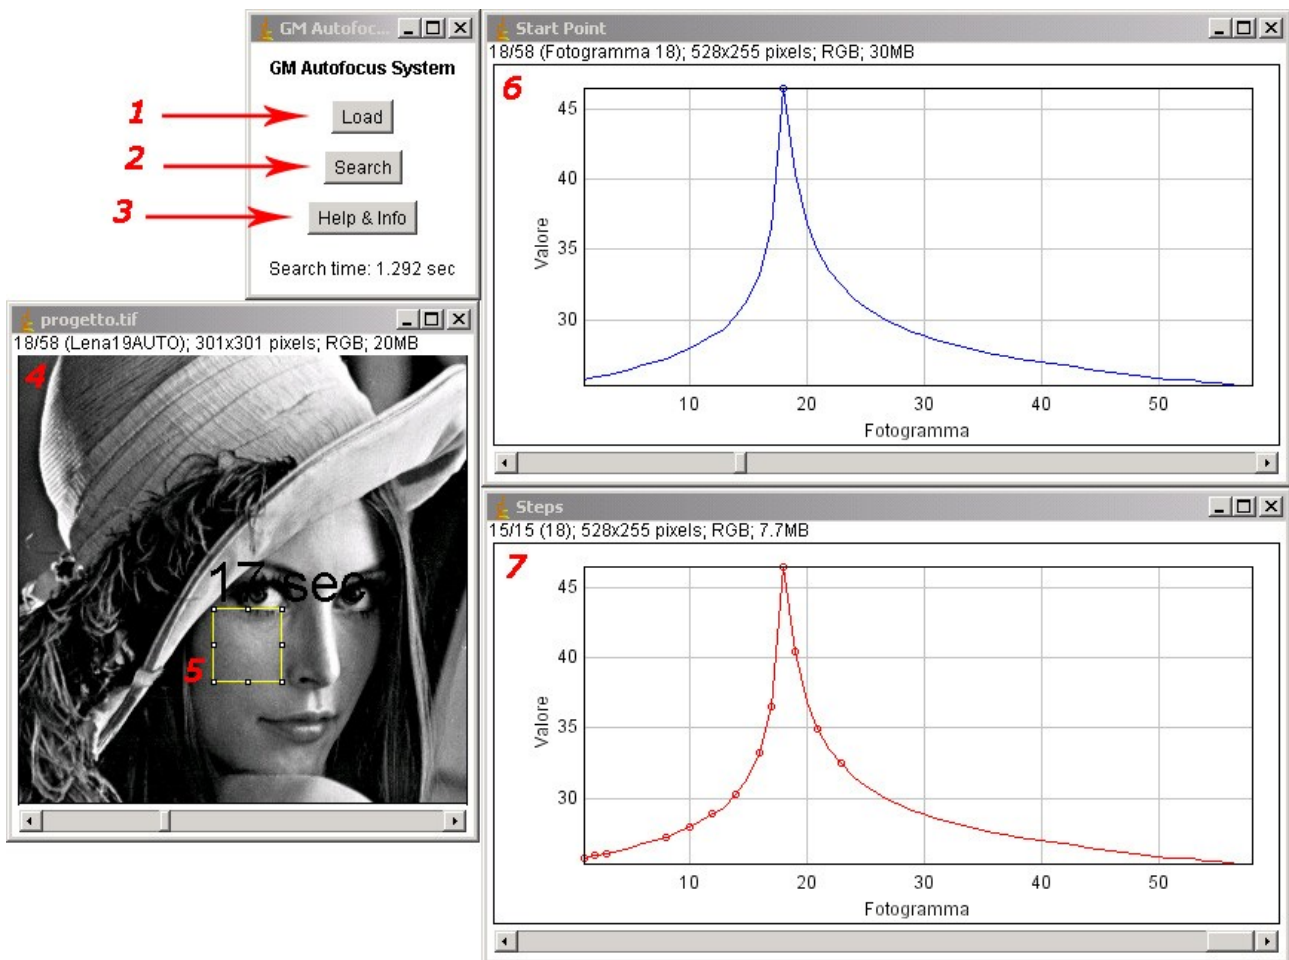 GM Autofoc...
GM Autofocus System
1
Load
2
Search
3
Help & Info
Search time: 1.292 sec
progetto.tif
18/58 (Lena19AUTO); 301x301 pixels; RGB; 20MB
4
17 sec
5
Start Point
18/58 (Fotogramma 18); 528x255 pixels; RGB; 30MB
6
45
40
35
30
Valore
10 20 30 40 50
Fotogramma
Steps
15/15 (18); 528x255 pixels; RGB; 7.7MB
7
45
40
35
30
Valore
10 20 30 40 50
Fotogramma